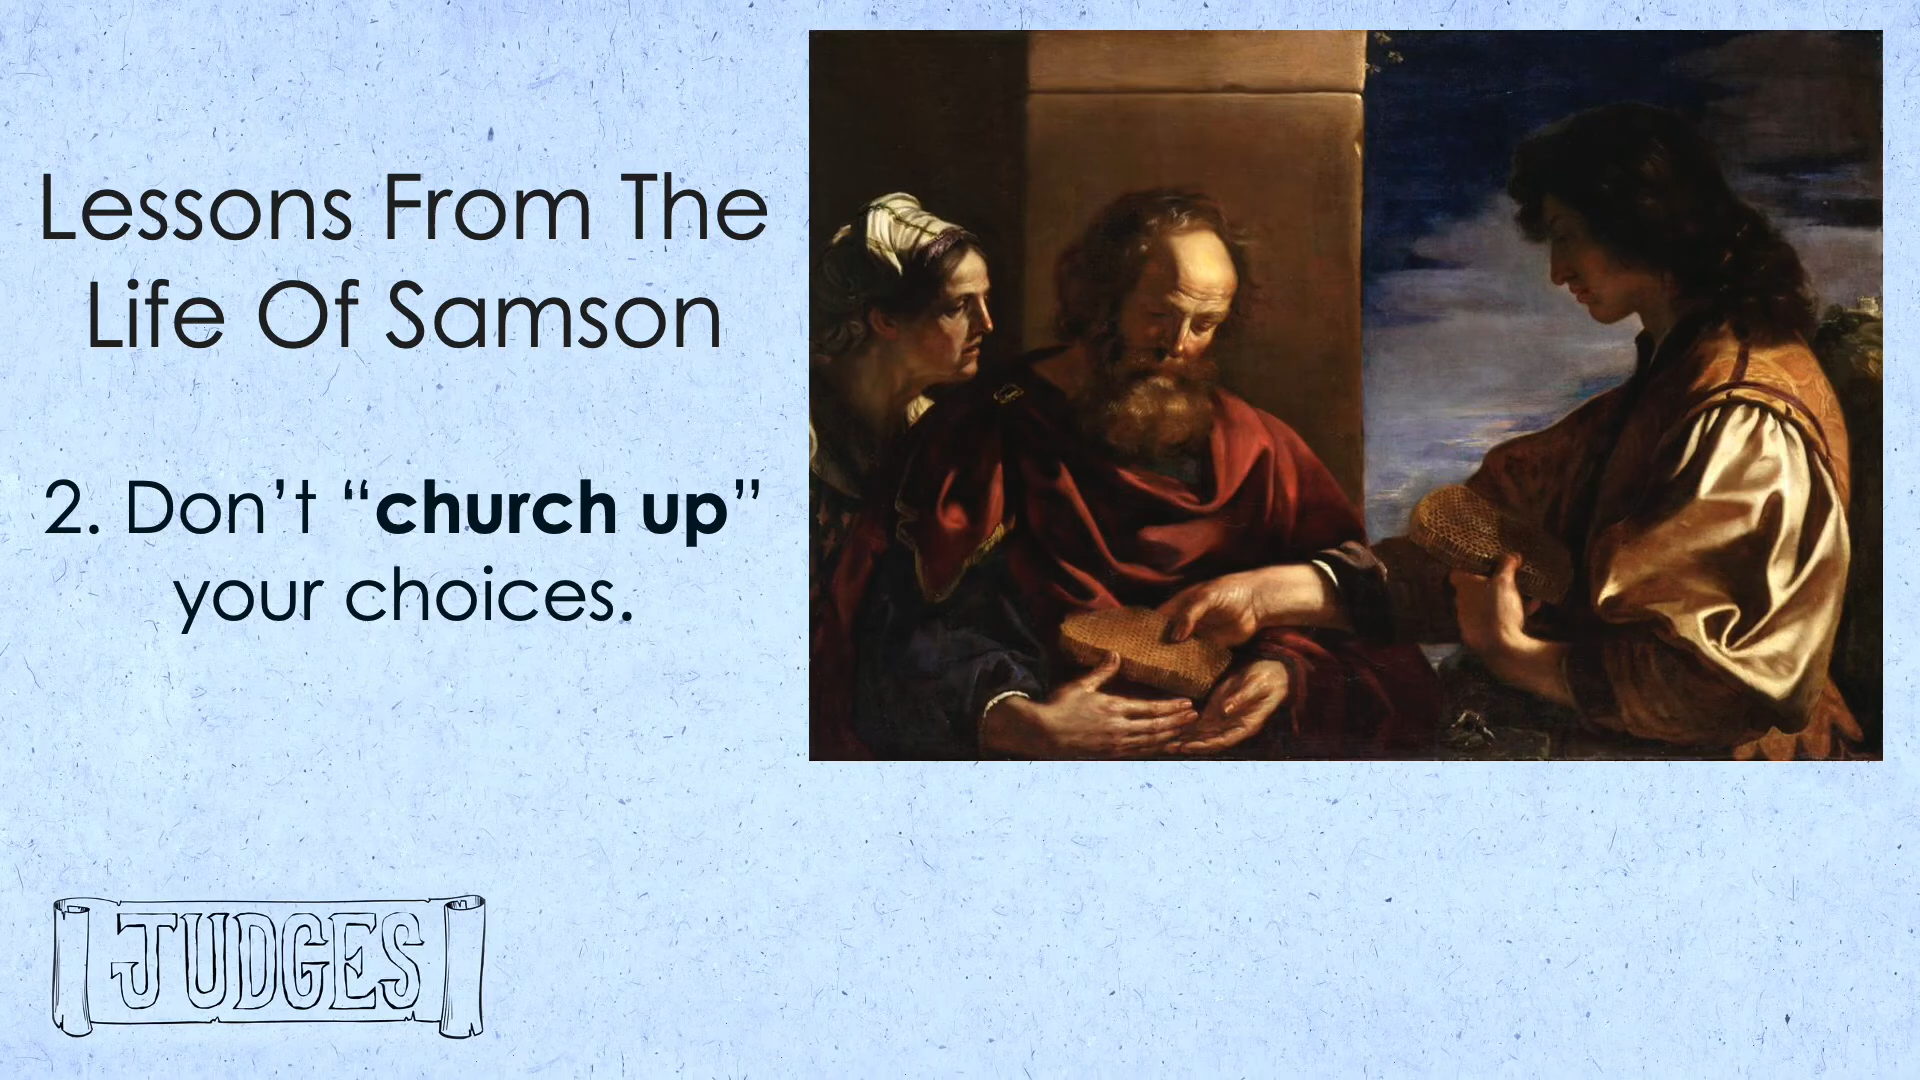 Lessons From The
Life Of Samson
2. Don’t “church up”
your choices.
JUDGES